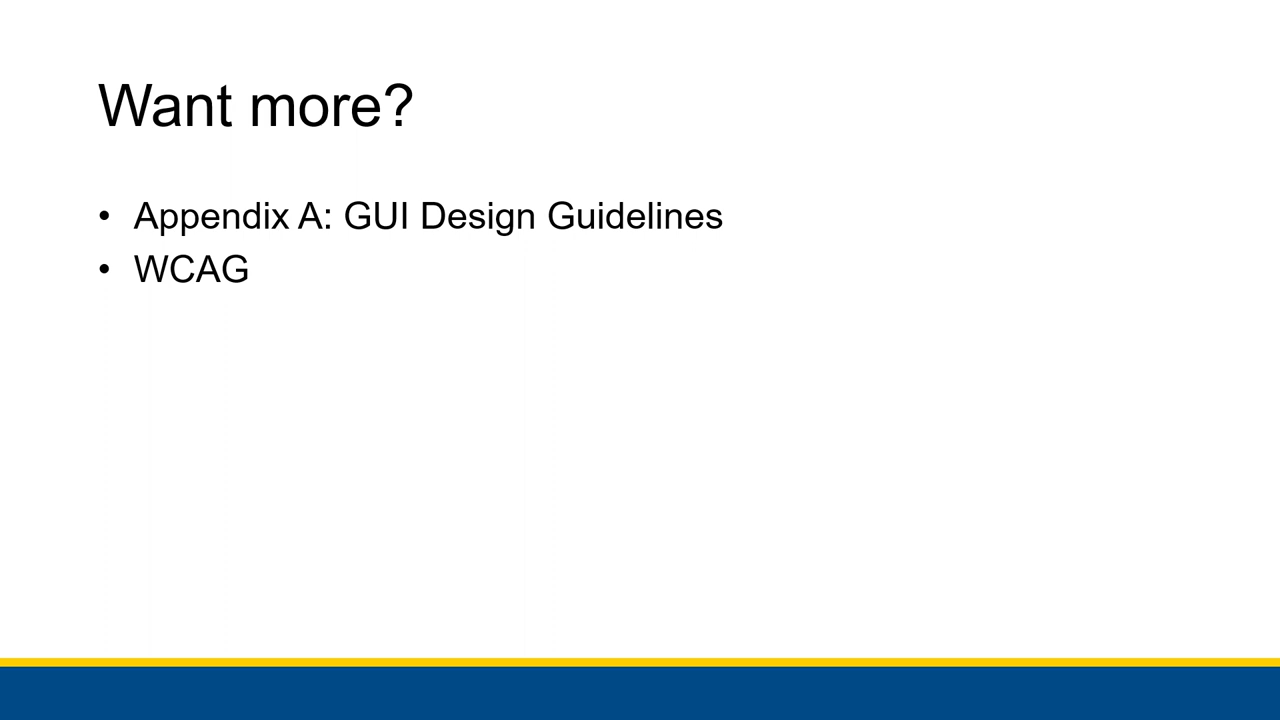 Want more?
• Appendix A: GUI Design Guidelines
• WCAG